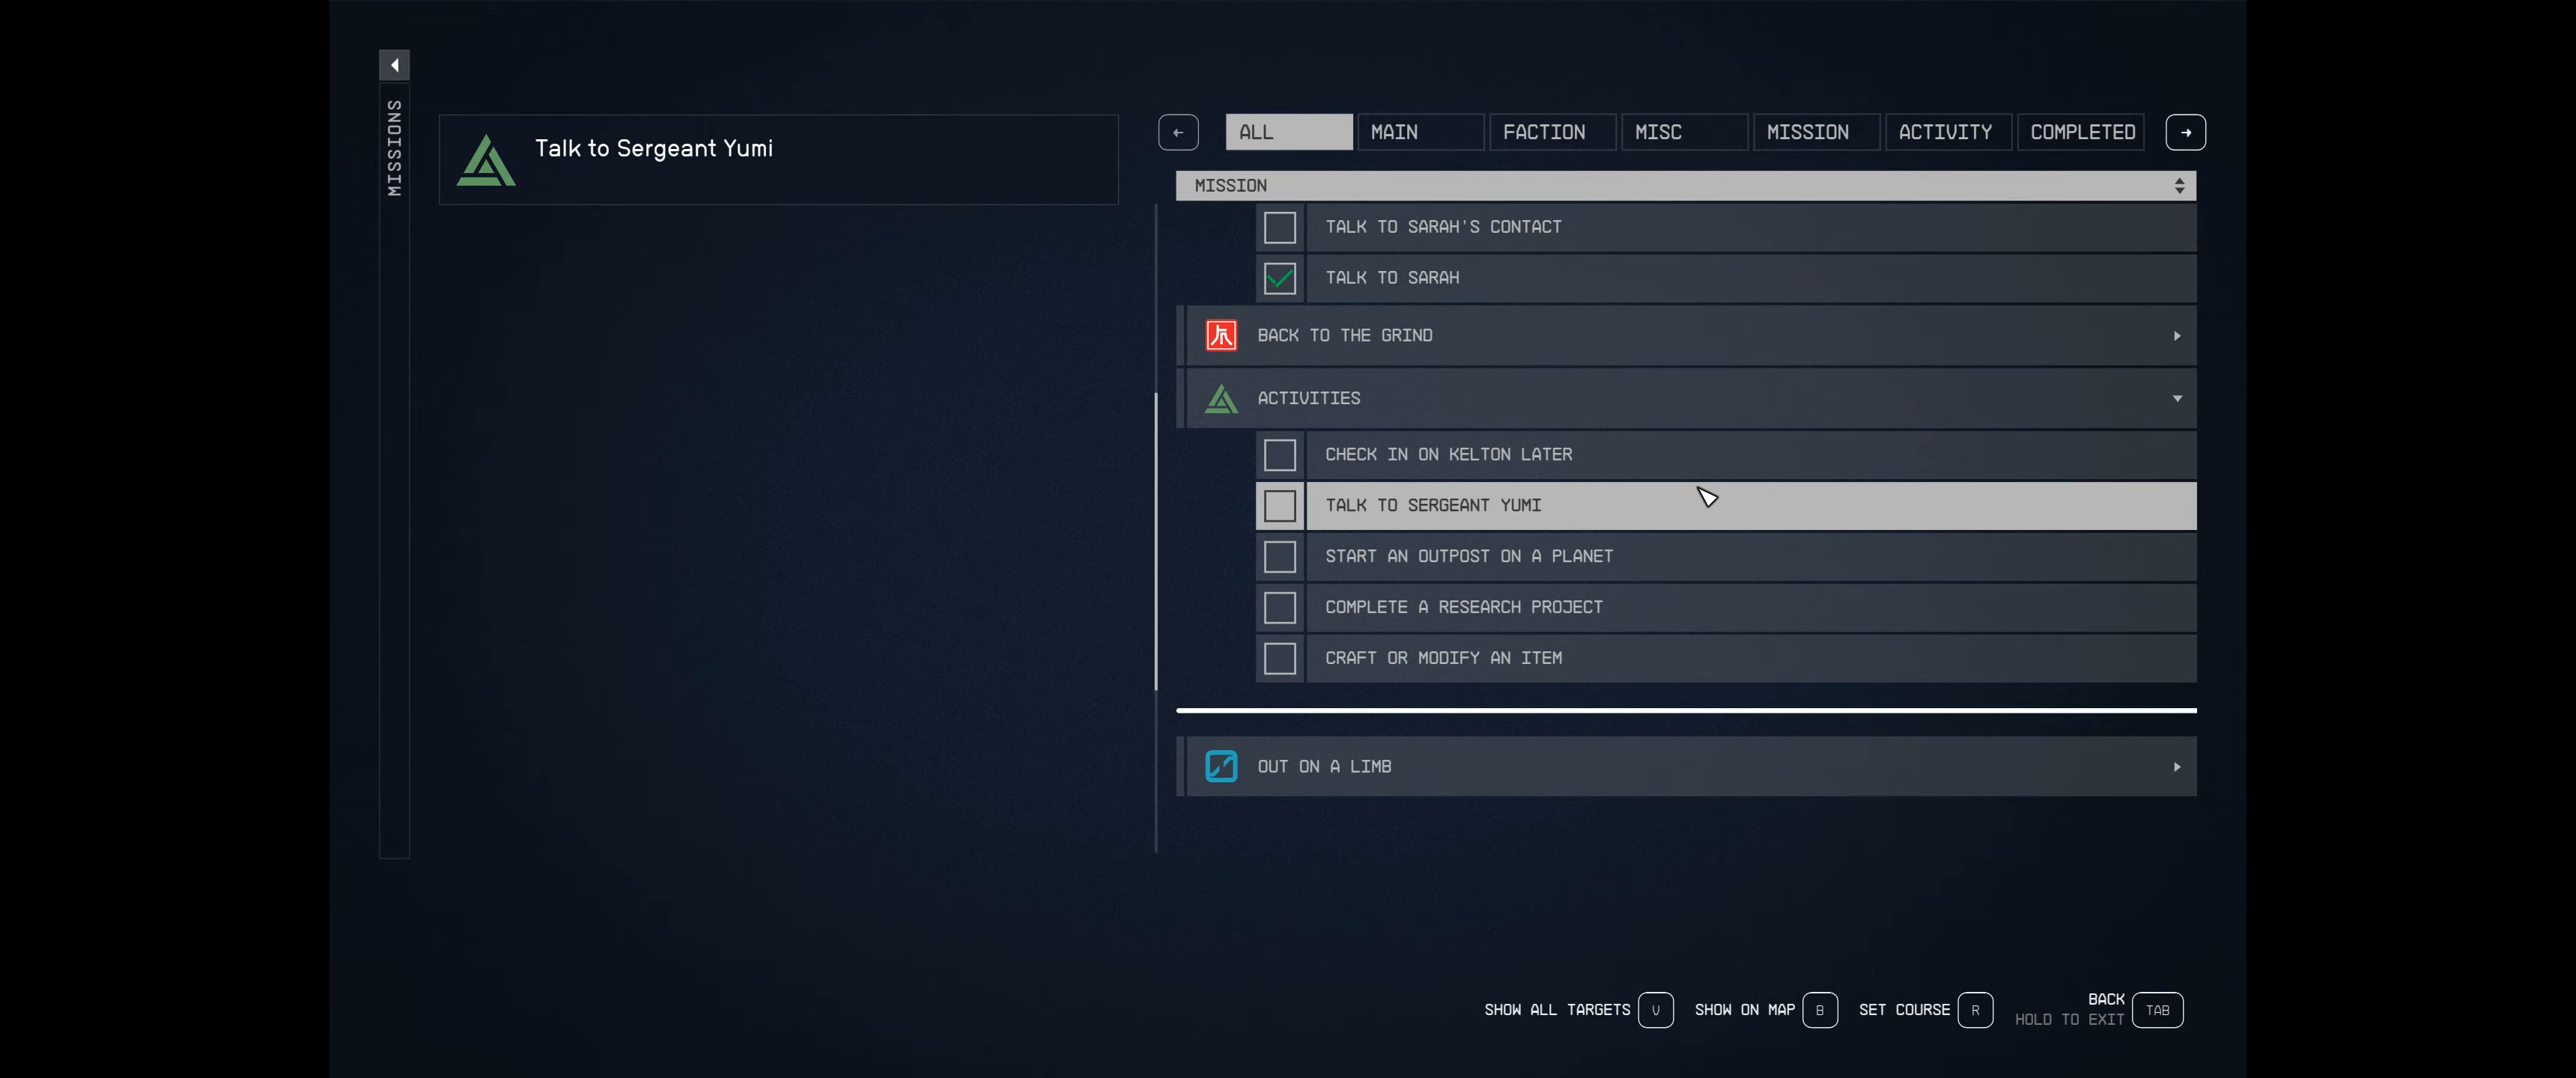 MISSIONS
Talk to Sergeant Yumi
ALL
MAIN
FACTION
MISC
MISSION
ACTIVITY
COMPLETED
MISSION
TALK TO SARAH'S CONTACT
TALK TO SARAH
BACK TO THE GRIND
ACTIVITIES
CHECK IN ON KELTON LATER
TALK TO SERGEANT YUMI
START AN OUTPOST ON A PLANET
COMPLETE A RESEARCH PROJECT
CRAFT OR MODIFY AN ITEM
OUT ON A LIMB
SHOW ALL TARGETS V
SHOW ON MAP B
SET COURSE R
BACK TAB
HOLD TO EXIT